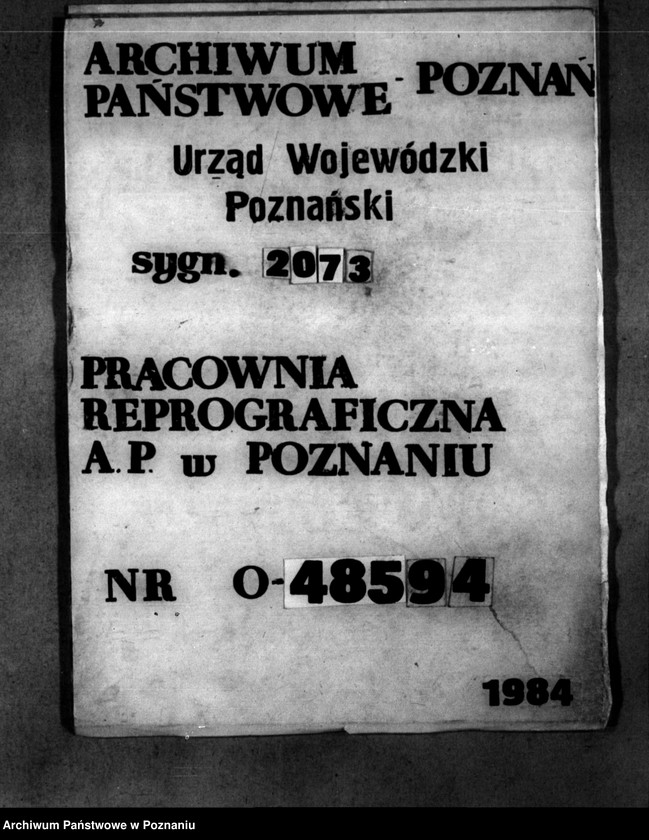 ARCHIWUM
PAŃSTWOWE - POZNAŃ
Urząd Wojewódzki
Poznański
sygn. 2073
PRACOWNIA
REPROGRAFICZNA
A.P. w POZNANIU
NR O-48594
1984
Archiwum Państwowe w Poznaniu